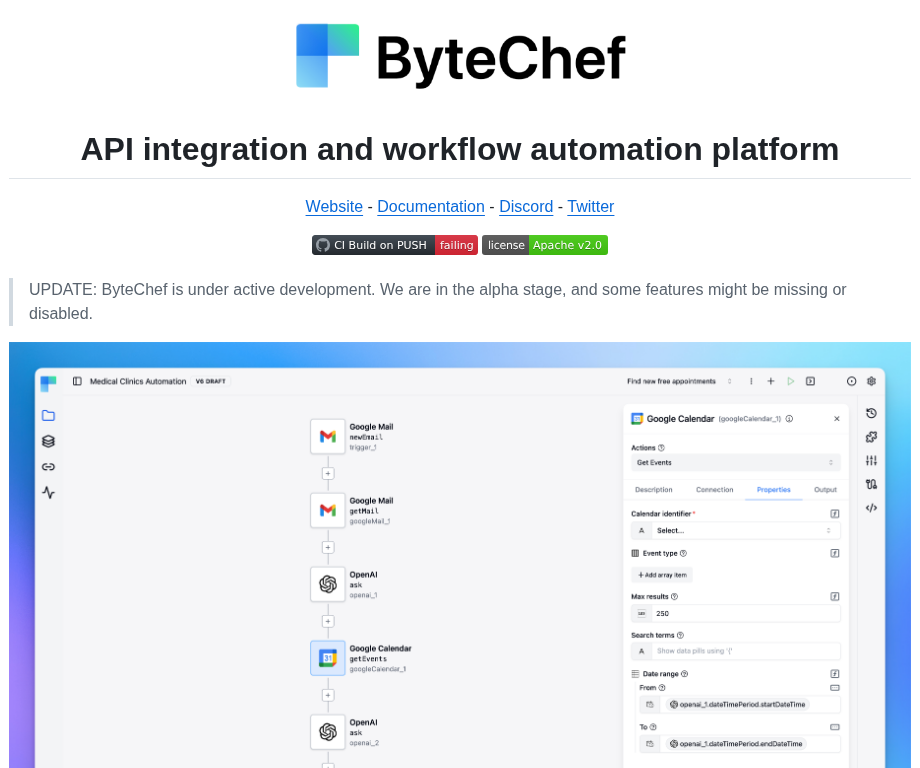 ByteChef
API integration and workflow automation platform
Website - Documentation - Discord - Twitter
CI Build on PUSH failing license Apache v2.0
UPDATE: ByteChef is under active development. We are in the alpha stage, and some features might be missing or
disabled.
Medical Clinics Automation V6 DRAFT
Find new free appointments
Google Mail
newEmail
trigger_1
Google Mail
getMail
googleMail_1
OpenAI
ask
openai_1
Google Calendar
getEvents
googleCalendar_1
OpenAI
ask
openai_2
Google Calendar (googleCalendar_1)
Actions
Get Events
Description Connection Properties Output
Calendar identifier*
A Select...
Event type
+ Add array item
Max results
250
Search terms
A Show data pills using '{'
Date range
From
openai_1.dateTimePeriod.startDateTime
To
openai_1.dateTimePeriod.endDateTime